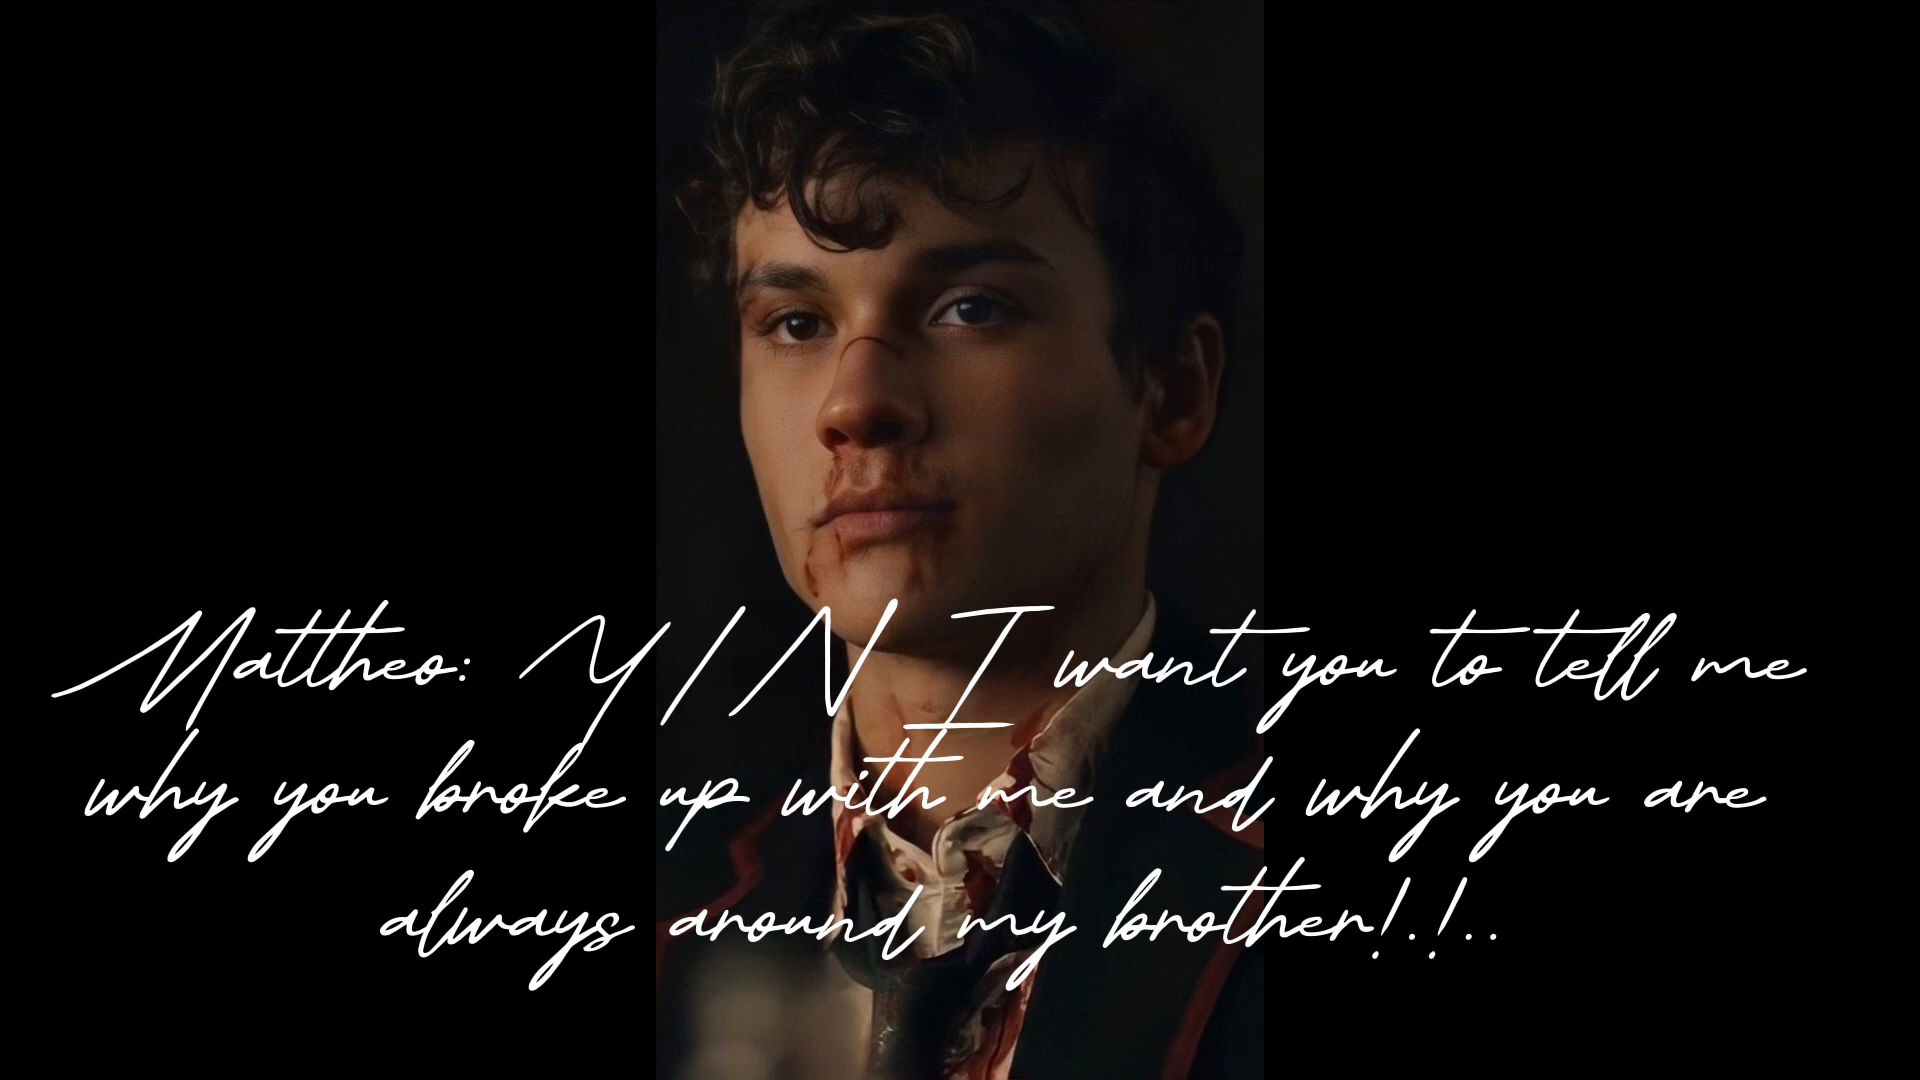 Mattheo: Y/N I want you to tell me
why you broke up with me and why you are
always around my brother!.!..